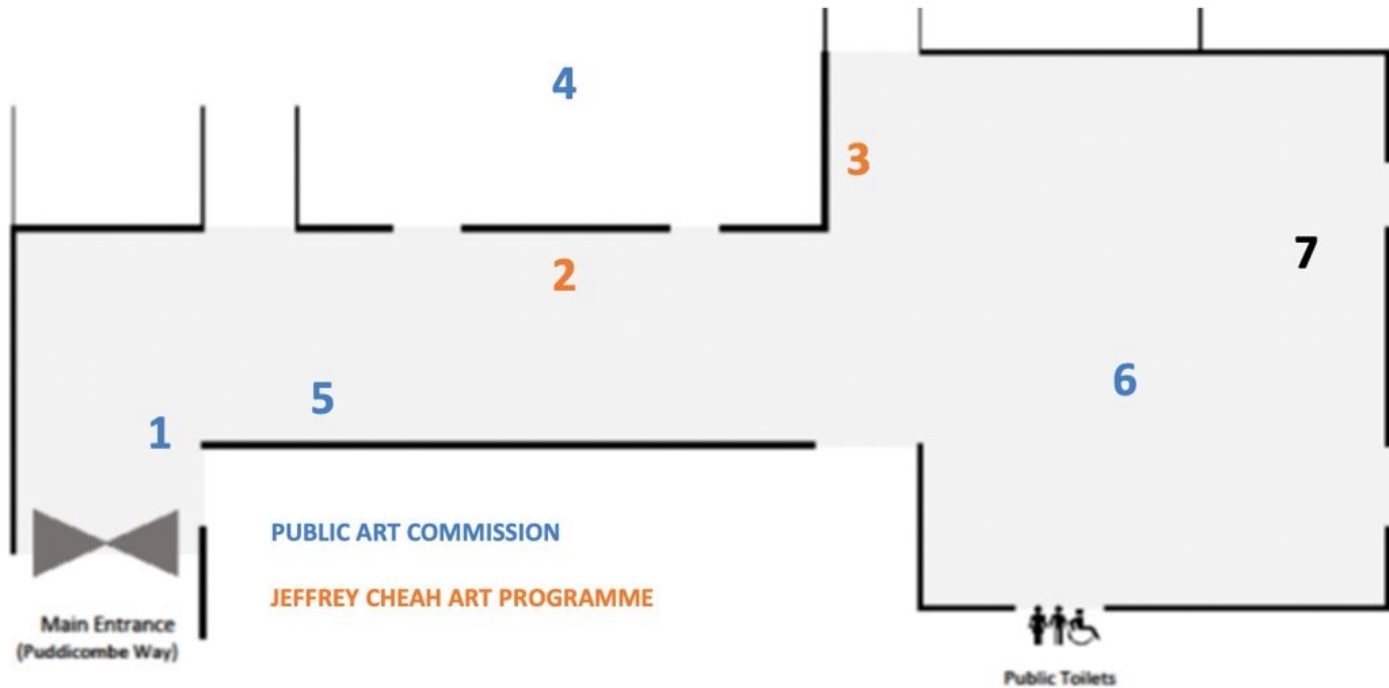 4
3
2
7
6
5
1
PUBLIC ART COMMISSION
JEFFREY CHEAH ART PROGRAMME
Main Entrance
(Puddicombe Way)
Public Toilets